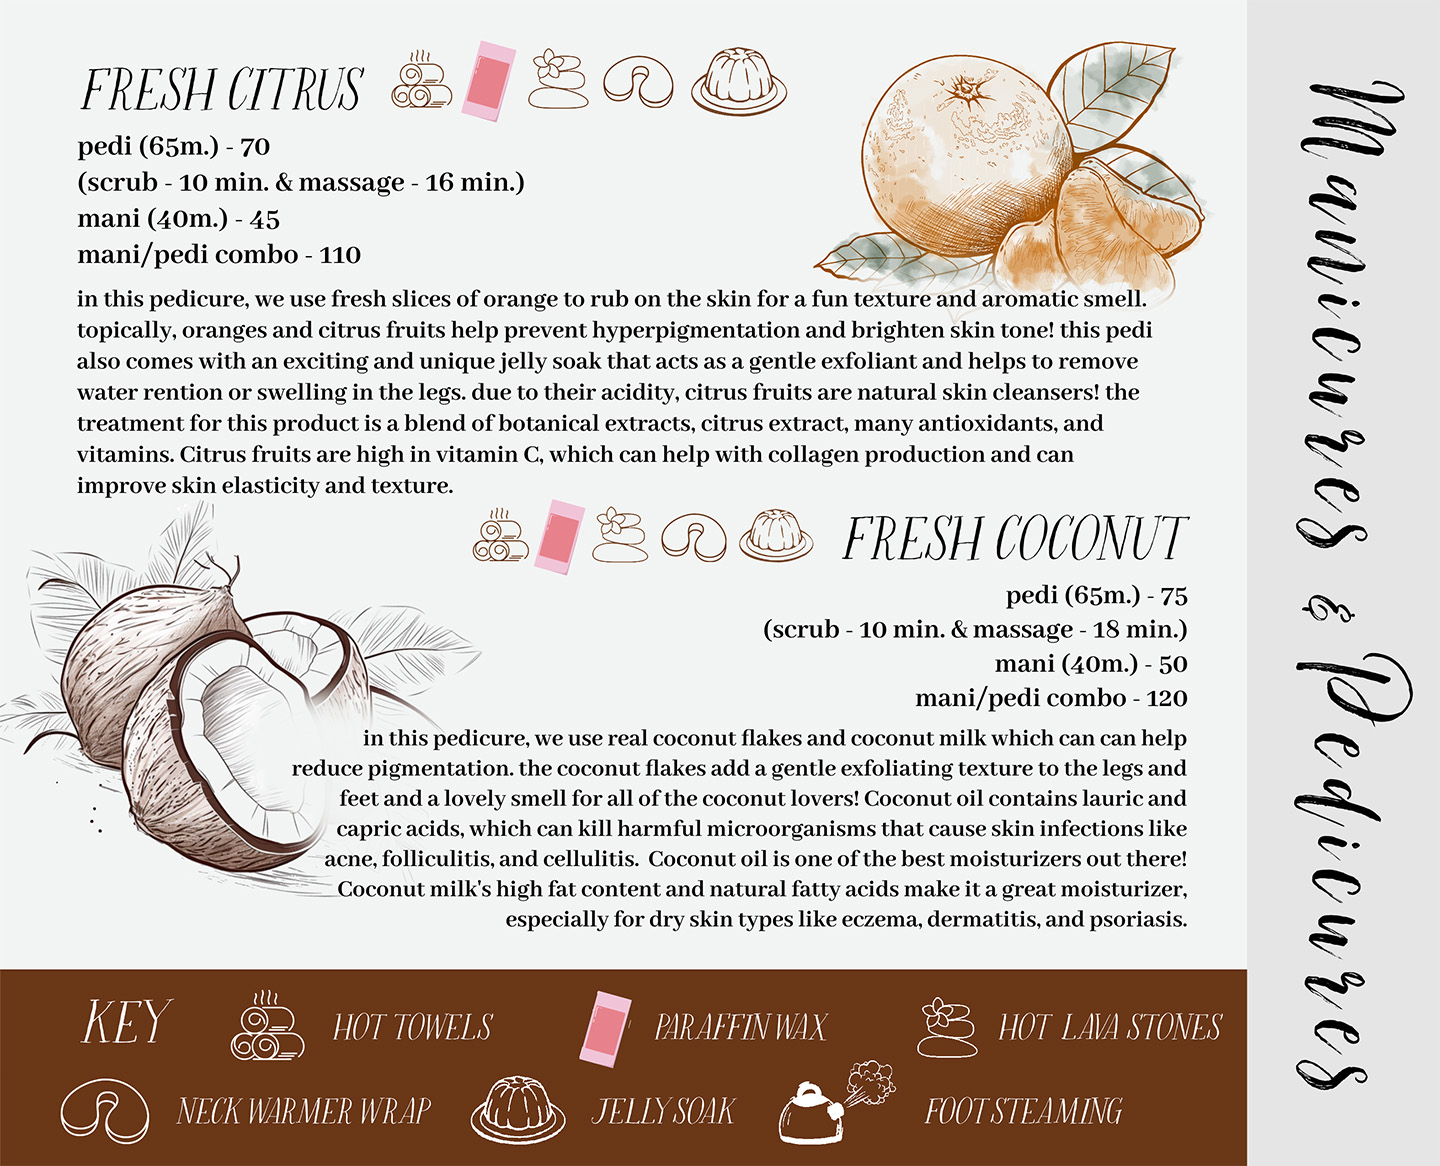 FRESH CITRUS
pedi (65m.) - 70
(scrub - 10 min. & massage - 16 min.)
mani (40m.) - 45
mani/pedi combo - 110
in this pedicure, we use fresh slices of orange to rub on the skin for a fun texture and aromatic smell.
topically, oranges and citrus fruits help prevent hyperpigmentation and brighten skin tone! this pedi
also comes with an exciting and unique jelly soak that acts as a gentle exfoliant and helps to remove
water rention or swelling in the legs. due to their acidity, citrus fruits are natural skin cleansers! the
treatment for this product is a blend of botanical extracts, citrus extract, many antioxidants, and
vitamins. Citrus fruits are high in vitamin C, which can help with collagen production and can
improve skin elasticity and texture.
FRESH COCONUT
pedi (65m.) - 75
(scrub - 10 min. & massage - 18 min.)
mani (40m.) - 50
mani/pedi combo - 120
in this pedicure, we use real coconut flakes and coconut milk which can can help
reduce pigmentation. the coconut flakes add a gentle exfoliating texture to the legs and
feet and a lovely smell for all of the coconut lovers! Coconut oil contains lauric and
capric acids, which can kill harmful microorganisms that cause skin infections like
acne, folliculitis, and cellulitis.  Coconut oil is one of the best moisturizers out there!
Coconut milk's high fat content and natural fatty acids make it a great moisturizer,
especially for dry skin types like eczema, dermatitis, and psoriasis.
KEY
HOT TOWELS
PARAFFIN WAX
HOT LAVA STONES
NECK WARMER WRAP
JELLY SOAK
FOOT STEAMING
Manicures & Pedicures